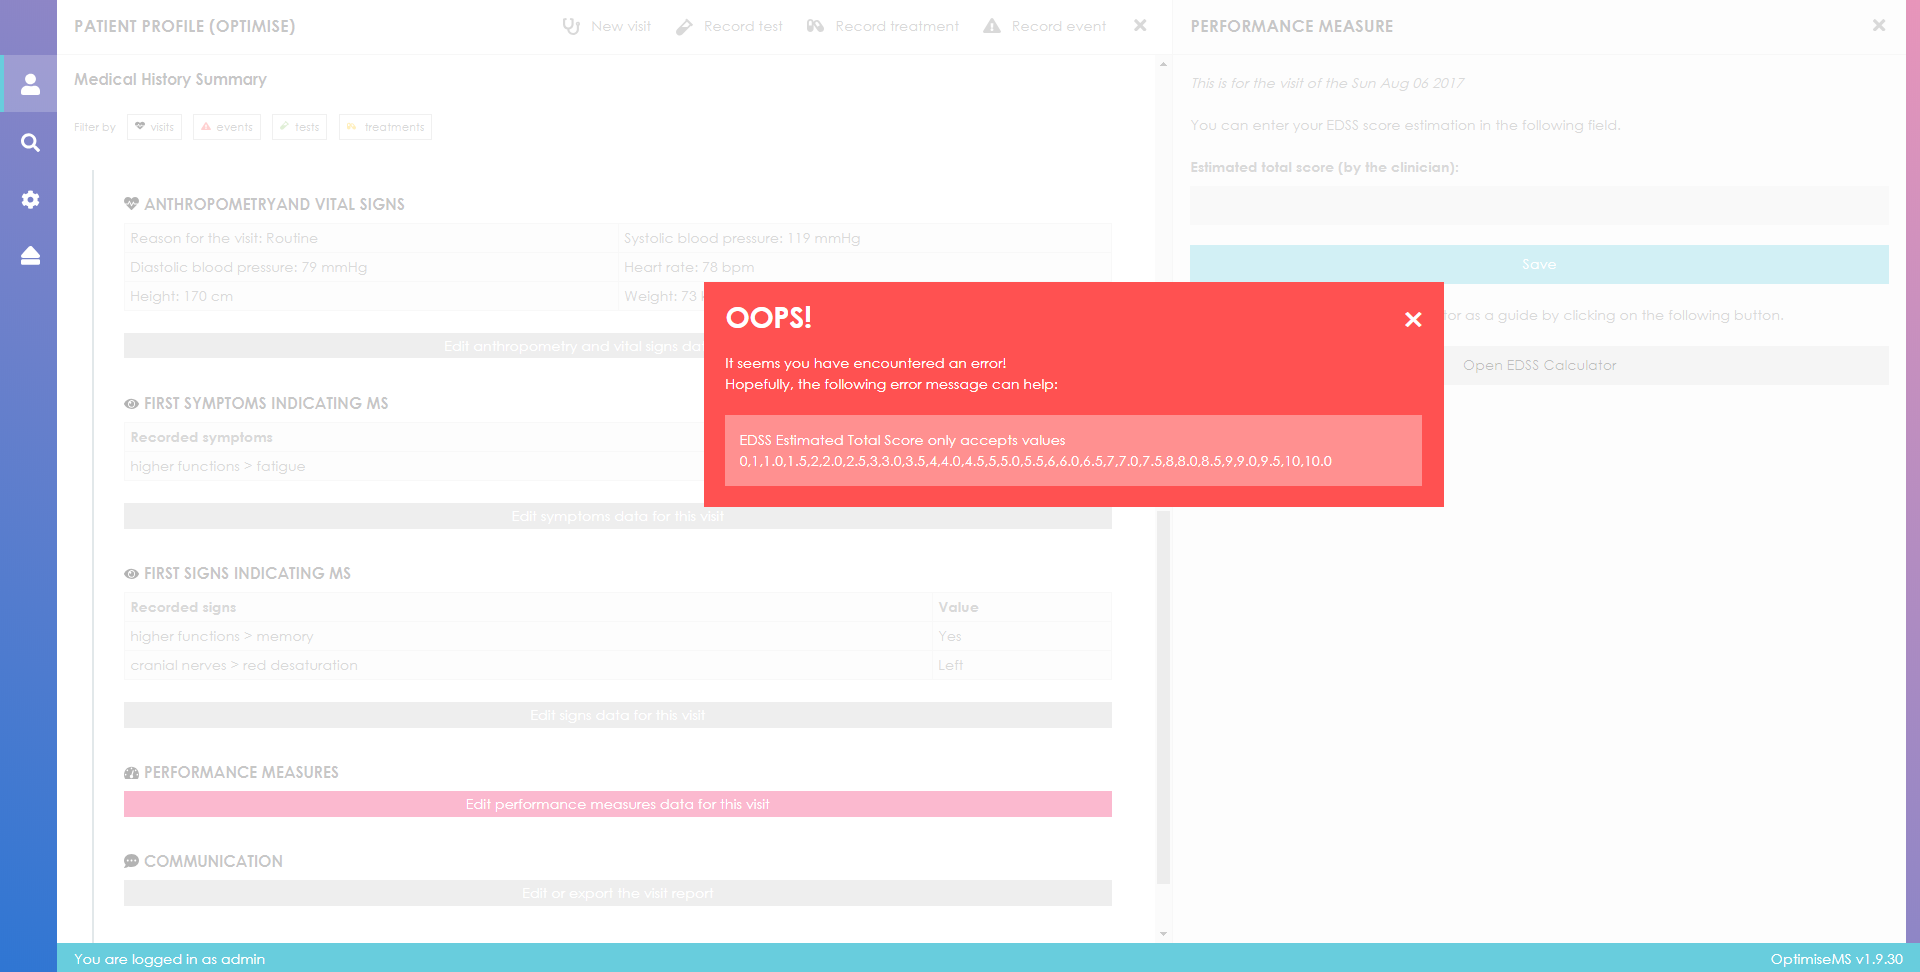 PATIENT PROFILE (OPTIMISE)
New visit
Record test
Record treatment
Record event
Medical History Summary
Filter by
visits
events
tests
treatments
ANTHROPOMETRYAND VITAL SIGNS
Reason for the visit: Routine
Systolic blood pressure: 119 mmHg
Diastolic blood pressure: 79 mmHg
Heart rate: 78 bpm
Height: 170 cm
Weight: 73
Edit anthropometry and vital signs
FIRST SYMPTOMS INDICATING MS
Recorded symptoms
higher functions > fatigue
Edit symptoms data for this visit
FIRST SIGNS INDICATING MS
Recorded signs
Value
higher functions > memory
Yes
cranial nerves > red desaturation
Left
Edit signs data for this visit
PERFORMANCE MEASURES
Edit performance measures data for this visit
COMMUNICATION
Edit or export the visit report
PERFORMANCE MEASURE
This is for the visit of the Sun Aug 06 2017
You can enter your EDSS score estimation in the following field.
Estimated total score (by the clinician):
Save
as a guide by clicking on the following button.
Open EDSS Calculator
OOPS!
It seems you have encountered an error!
Hopefully, the following error message can help:
EDSS Estimated Total Score only accepts values
0,1,1.0,1.5,2,2.0,2.5,3,3.0,3.5,4,4.0,4.5,5,5.0,5.5,6,6.0,6.5,7,7.0,7.5,8,8.0,8.5,9,9.0,9.5,10,10.0
You are logged in as admin
OptimiseMS v1.9.30